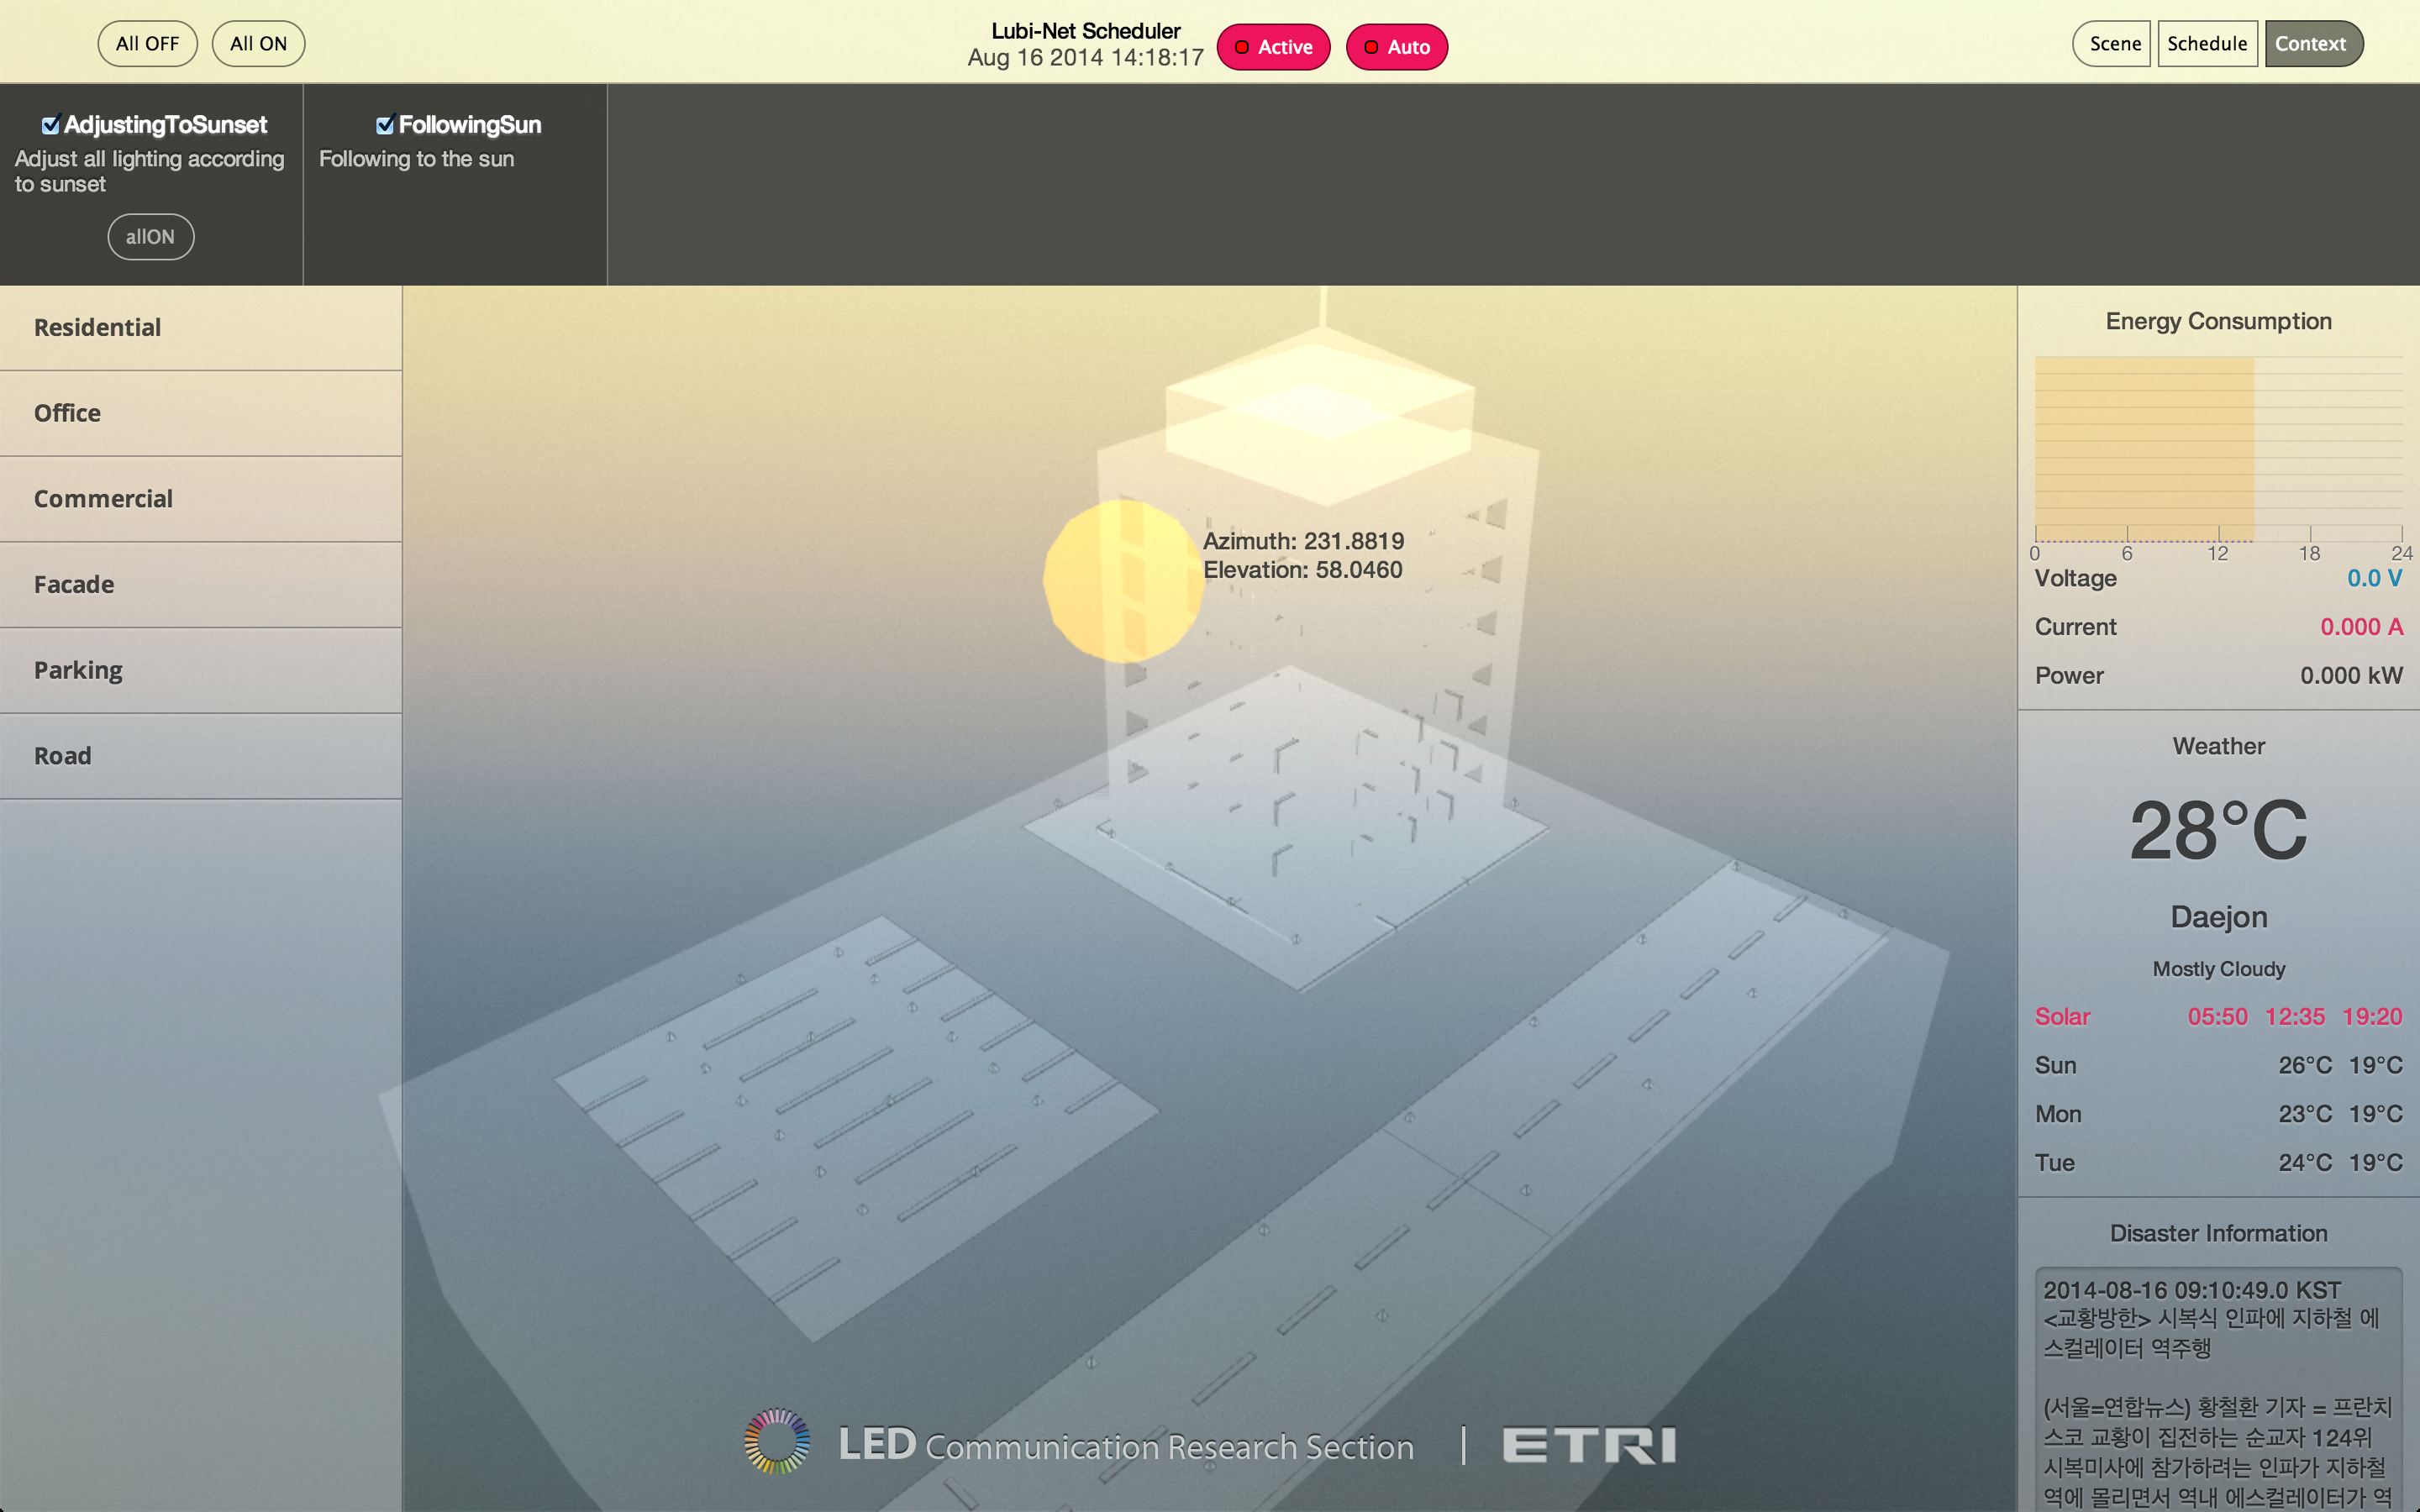 All OFF
All ON
Lubi-Net Scheduler
Aug 16 2014 14:18:17
Active
Auto
Scene
Schedule
Context
AdjustingToSunset
Adjust all lighting according
to sunset
allON
FollowingSun
Following to the sun
Residential
Office
Commercial
Facade
Parking
Road
Azimuth: 231.8819
Elevation: 58.0460
Energy Consumption
0 6 12 18 24
Voltage 0.0 V
Current 0.000 A
Power 0.000 kW
Weather
28°C
Daejon
Mostly Cloudy
Solar 05:50 12:35 19:20
Sun 26°C 19°C
Mon 23°C 19°C
Tue 24°C 19°C
Disaster Information
2014-08-16 09:10:49.0 KST
<교황방한> 시복식 인파에 지하철 에
스컬레이터 역주행
(서울=연합뉴스) 황철환 기자 = 프란치
스코 교황이 집전하는 순교자 124위
시복미사에 참가하려는 인파가 지하철
역에 몰리면서 역내 에스컬레이터가 역
LED Communication Research Section | ETRI